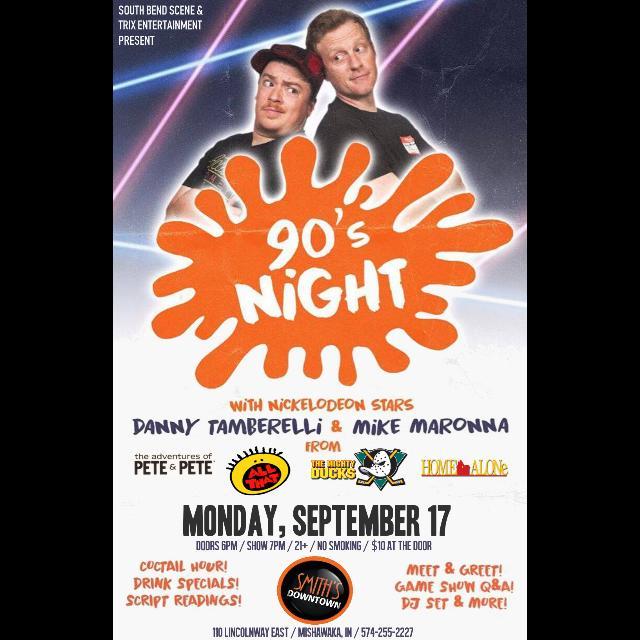 SOUTH BEND SCENE &
TRIX ENTERTAINMENT
PRESENT
90's
NiGHT
WiTH NiCKELODEON STARS
DANNY TAMBERELLi & MiKE MARONNA
FROM
the adventures of
PETE & PETE
ALL
THAT
THE MIGHTY
DUCKS
HOME ALONe
MONDAY, SEPTEMBER 17
DOORS 6PM / SHOW 7PM / 21+ / NO SMOKING / $10 AT THE DOOR
COCTAIL HOUR!
DRINK SPECIALS!
SCRIPT READINGS!
SMITH'S
DOWNTOWN
MEET & GREET!
GAME SHOW Q&A!
DJ SET & MORE!
110 LINCOLNWAY EAST / MISHAWAKA, IN / 574-255-2227